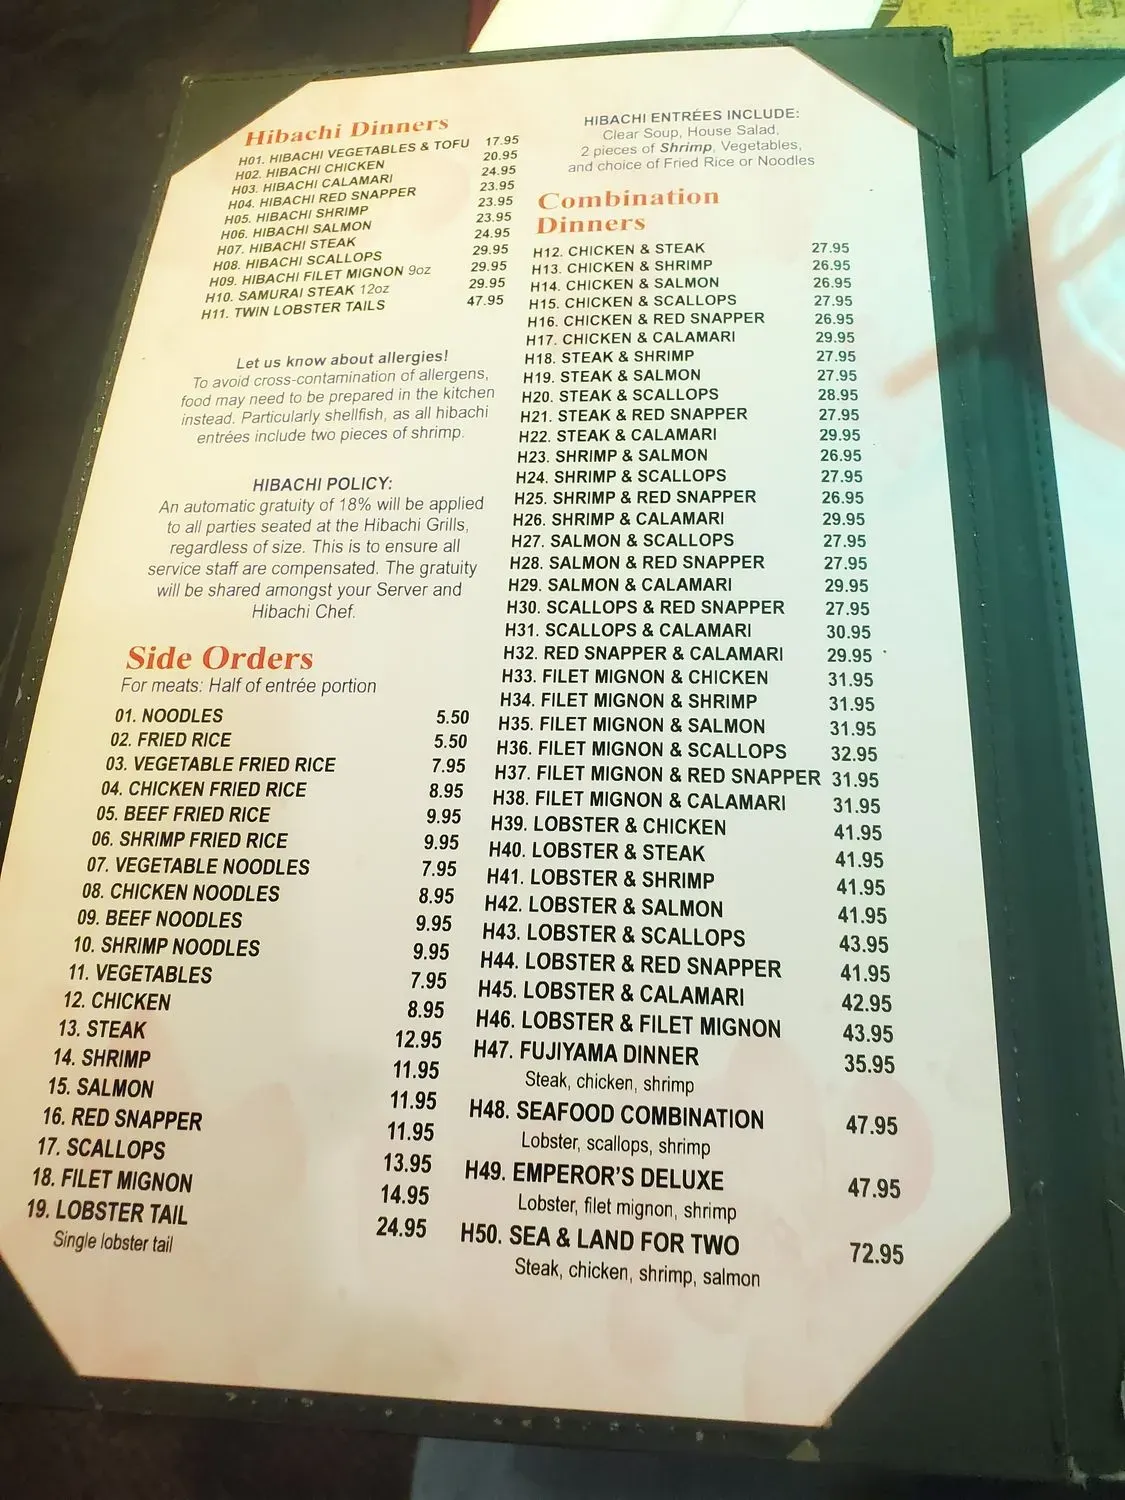 Hibachi Dinners
H01. HIBACHI VEGETABLES & TOFU 17.95
H02. HIBACHI CHICKEN 20.95
H03. HIBACHI CALAMARI 24.95
H04. HIBACHI RED SNAPPER 23.95
H05. HIBACHI SHRIMP 23.95
H06. HIBACHI SALMON 23.95
H07. HIBACHI STEAK 24.95
H08. HIBACHI SCALLOPS 29.95
H09. HIBACHI FILET MIGNON 9oz 29.95
H10. SAMURAI STEAK 12oz 29.95
H11. TWIN LOBSTER TAILS 47.95
Let us know about allergies!
To avoid cross-contamination of allergens,
food may need to be prepared in the kitchen
instead. Particularly shellfish, as all hibachi
entrées include two pieces of shrimp.
HIBACHI POLICY:
An automatic gratuity of 18% will be applied
to all parties seated at the Hibachi Grills,
regardless of size. This is to ensure all
service staff are compensated. The gratuity
will be shared amongst your Server and
Hibachi Chef.
Side Orders
For meats: Half of entrée portion
01. NOODLES 5.50
02. FRIED RICE 5.50
03. VEGETABLE FRIED RICE 7.95
04. CHICKEN FRIED RICE 8.95
05. BEEF FRIED RICE 9.95
06. SHRIMP FRIED RICE 9.95
07. VEGETABLE NOODLES 7.95
08. CHICKEN NOODLES 8.95
09. BEEF NOODLES 9.95
10. SHRIMP NOODLES 9.95
11. VEGETABLES 7.95
12. CHICKEN 8.95
13. STEAK 12.95
14. SHRIMP 11.95
15. SALMON 11.95
16. RED SNAPPER 11.95
17. SCALLOPS 13.95
18. FILET MIGNON 14.95
19. LOBSTER TAIL 24.95
Single lobster tail
HIBACHI ENTRÉES INCLUDE:
Clear Soup, House Salad,
2 pieces of Shrimp, Vegetables,
and choice of Fried Rice or Noodles
Combination
Dinners
H12. CHICKEN & STEAK 27.95
H13. CHICKEN & SHRIMP 26.95
H14. CHICKEN & SALMON 26.95
H15. CHICKEN & SCALLOPS 27.95
H16. CHICKEN & RED SNAPPER 26.95
H17. CHICKEN & CALAMARI 29.95
H18. STEAK & SHRIMP 27.95
H19. STEAK & SALMON 27.95
H20. STEAK & SCALLOPS 28.95
H21. STEAK & RED SNAPPER 27.95
H22. STEAK & CALAMARI 29.95
H23. SHRIMP & SALMON 26.95
H24. SHRIMP & SCALLOPS 27.95
H25. SHRIMP & RED SNAPPER 26.95
H26. SHRIMP & CALAMARI 29.95
H27. SALMON & SCALLOPS 27.95
H28. SALMON & RED SNAPPER 27.95
H29. SALMON & CALAMARI 29.95
H30. SCALLOPS & RED SNAPPER 27.95
H31. SCALLOPS & CALAMARI 30.95
H32. RED SNAPPER & CALAMARI 29.95
H33. FILET MIGNON & CHICKEN 31.95
H34. FILET MIGNON & SHRIMP 31.95
H35. FILET MIGNON & SALMON 31.95
H36. FILET MIGNON & SCALLOPS 32.95
H37. FILET MIGNON & RED SNAPPER 31.95
H38. FILET MIGNON & CALAMARI 31.95
H39. LOBSTER & CHICKEN 41.95
H40. LOBSTER & STEAK 41.95
H41. LOBSTER & SHRIMP 41.95
H42. LOBSTER & SALMON 41.95
H43. LOBSTER & SCALLOPS 43.95
H44. LOBSTER & RED SNAPPER 41.95
H45. LOBSTER & CALAMARI 42.95
H46. LOBSTER & FILET MIGNON 43.95
H47. FUJIYAMA DINNER 35.95
Steak, chicken, shrimp
H48. SEAFOOD COMBINATION 47.95
Lobster, scallops, shrimp
H49. EMPEROR'S DELUXE 47.95
Lobster, filet mignon, shrimp
H50. SEA & LAND FOR TWO 72.95
Steak, chicken, shrimp, salmon